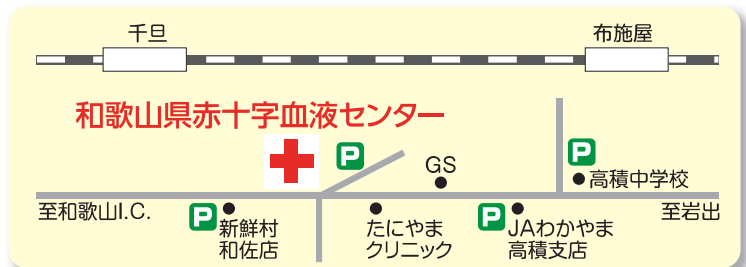 千旦
布施屋
和歌山県赤十字血液センター
P
GS
P
高積中学校
至和歌山I.C.
P
新鮮村
和佐店
たにやま
クリニック
P
JAわかやま
高積支店
至岩出